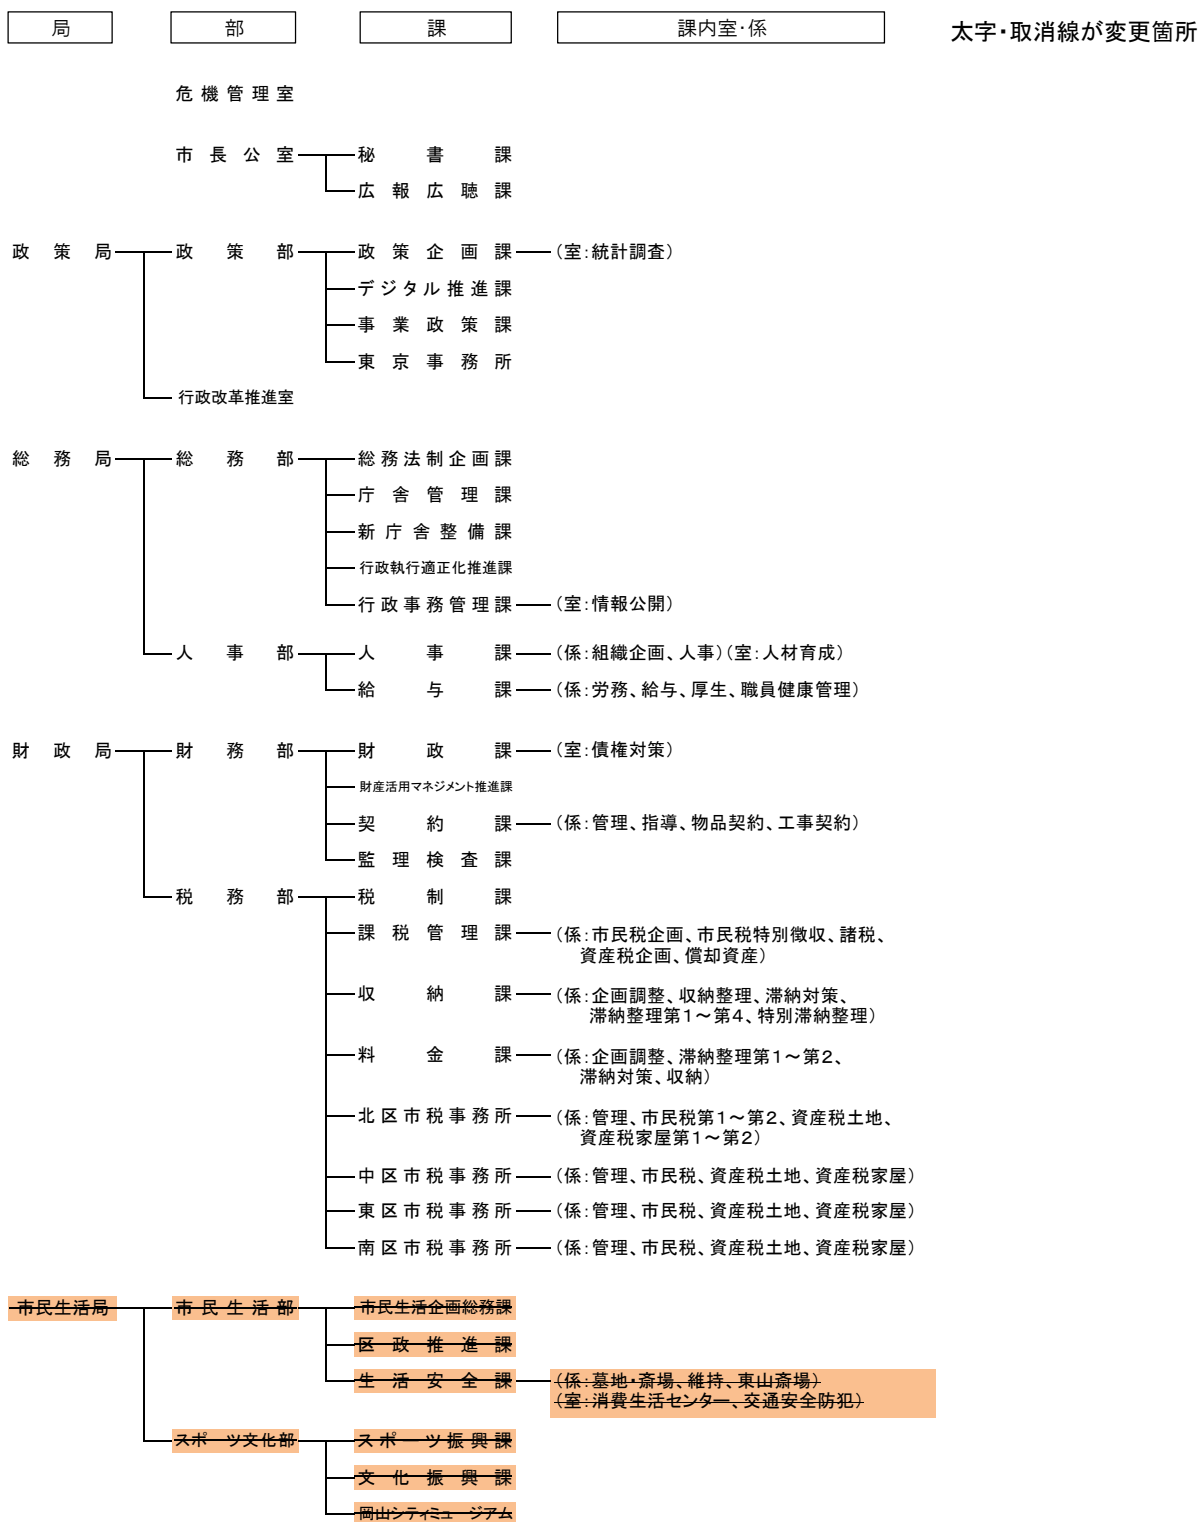 局 部 課 課内室･係 太字･取消線が変更箇所
危機管理室
市長公室 秘書課
広報広聴課
政策局 政策部 政策企画課 (室:統計調査)
デジタル推進課
事業政策課
東京事務所
行政改革推進室
総務局 総務部 総務法制企画課
庁舎管理課
新庁舎整備課
行政執行適正化推進課
行政事務管理課 (室:情報公開)
人事部 人事課 (係:組織企画、人事)(室:人材育成)
給与課 (係:労務、給与、厚生、職員健康管理)
財政局 財務部 財政課 (室:債権対策)
財産活用マネジメント推進課
契約課 (係:管理、指導、物品契約、工事契約)
監理検査課
税務部 税制課
課税管理課 (係:市民税企画、市民税特別徴収、諸税、
資産税企画、償却資産)
収納課 (係:企画調整、収納整理、滞納対策、
滞納整理第1～第4、特別滞納整理)
料金課 (係:企画調整、滞納整理第1～第2、
滞納対策、収納)
北区市税事務所 (係:管理、市民税第1～第2、資産税土地、
資産税家屋第1～第2)
中区市税事務所 (係:管理、市民税、資産税土地、資産税家屋)
東区市税事務所 (係:管理、市民税、資産税土地、資産税家屋)
南区市税事務所 (係:管理、市民税、資産税土地、資産税家屋)
市民生活局 市民生活部 市民生活企画総務課
区政推進課
生活安全課 (係:墓地･斎場、維持、東山斎場)
(室:消費生活センター、交通安全防犯)
スポーツ文化部 スポーツ振興課
文化振興課
岡山シティミュージアム